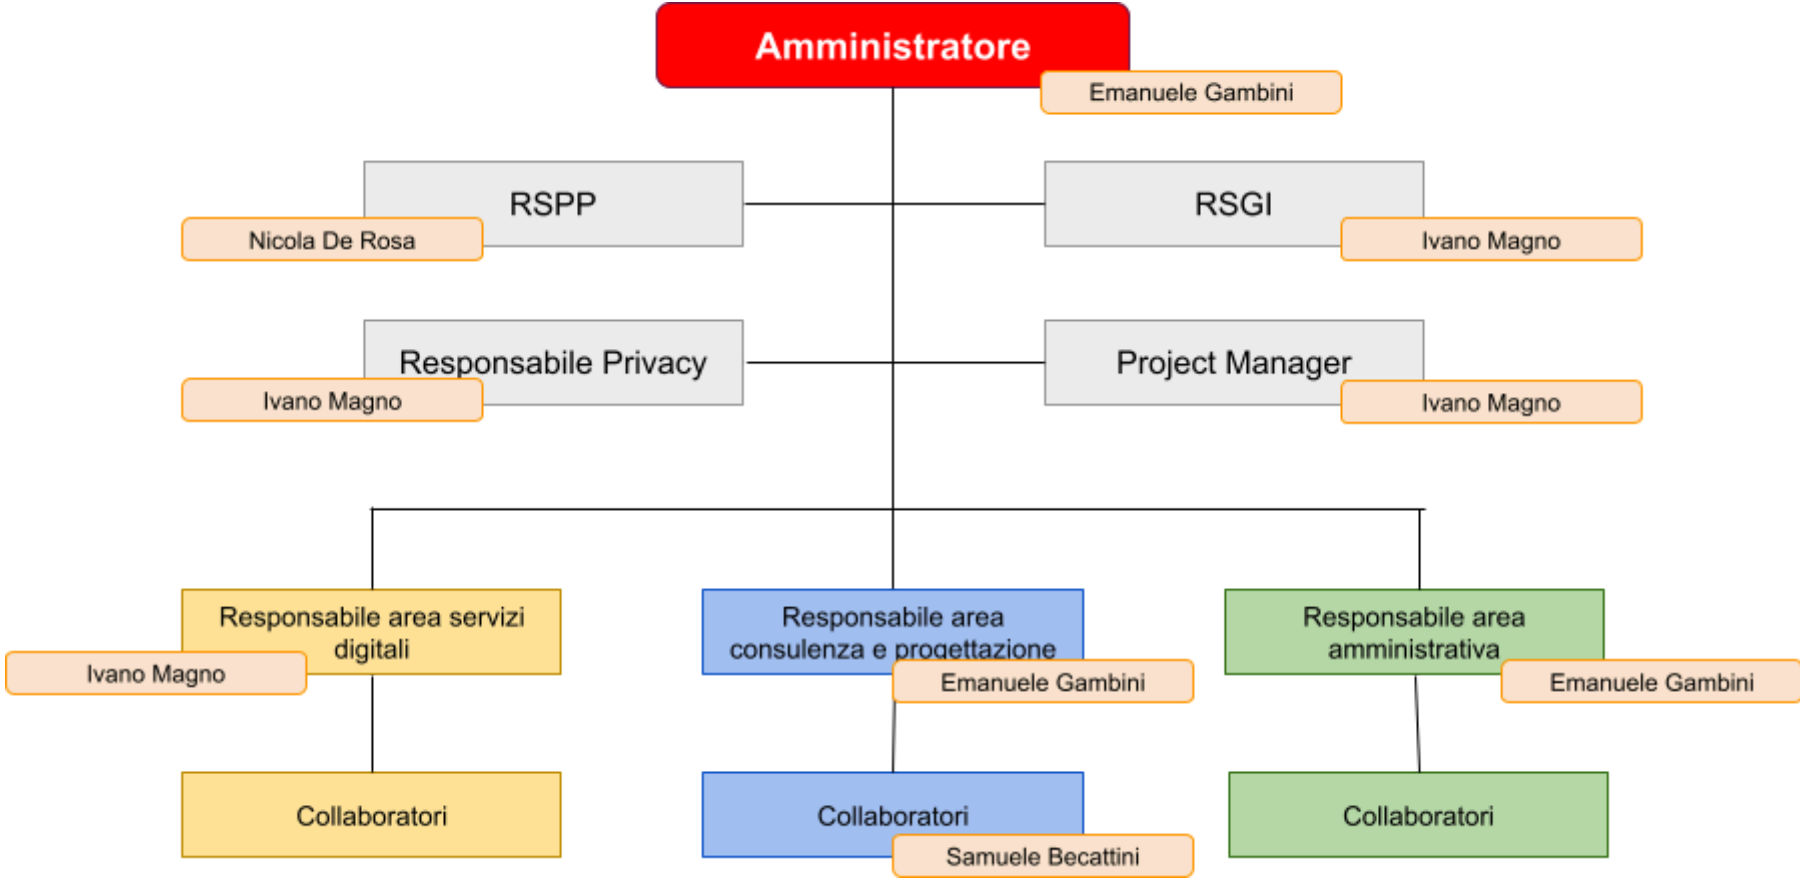 Amministratore
Emanuele Gambini
RSPP
Nicola De Rosa
RSGI
Ivano Magno
Responsabile Privacy
Ivano Magno
Project Manager
Ivano Magno
Responsabile area servizi
digitali
Ivano Magno
Responsabile area
consulenza e progettazione
Emanuele Gambini
Responsabile area
amministrativa
Emanuele Gambini
Collaboratori
Collaboratori
Samuele Becattini
Collaboratori